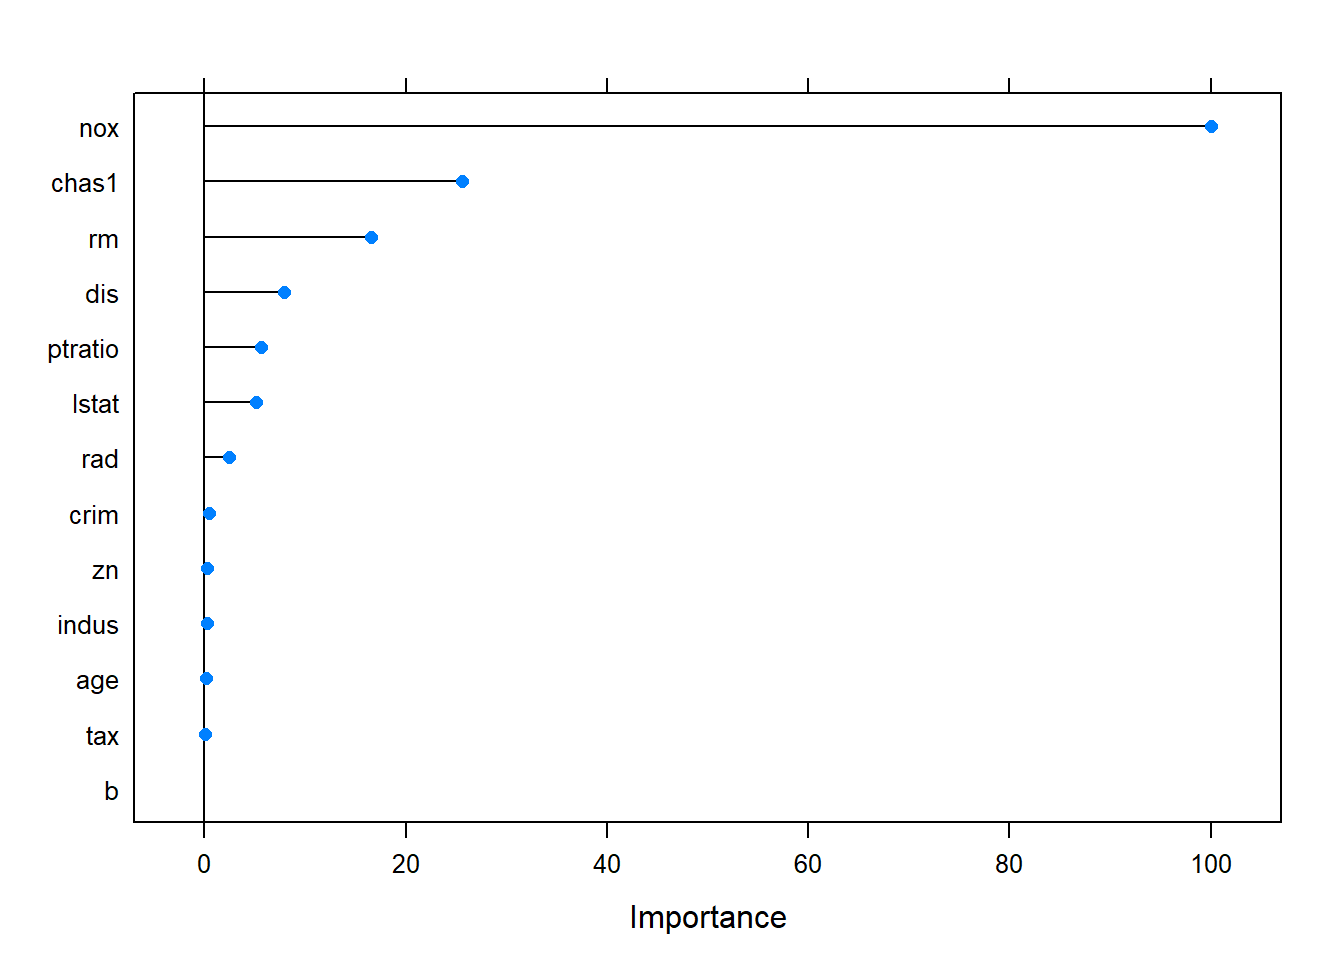 nox
chas1
rm
dis
ptratio
lstat
rad
crim
zn
indus
age
tax
b
0 20 40 60 80 100
Importance